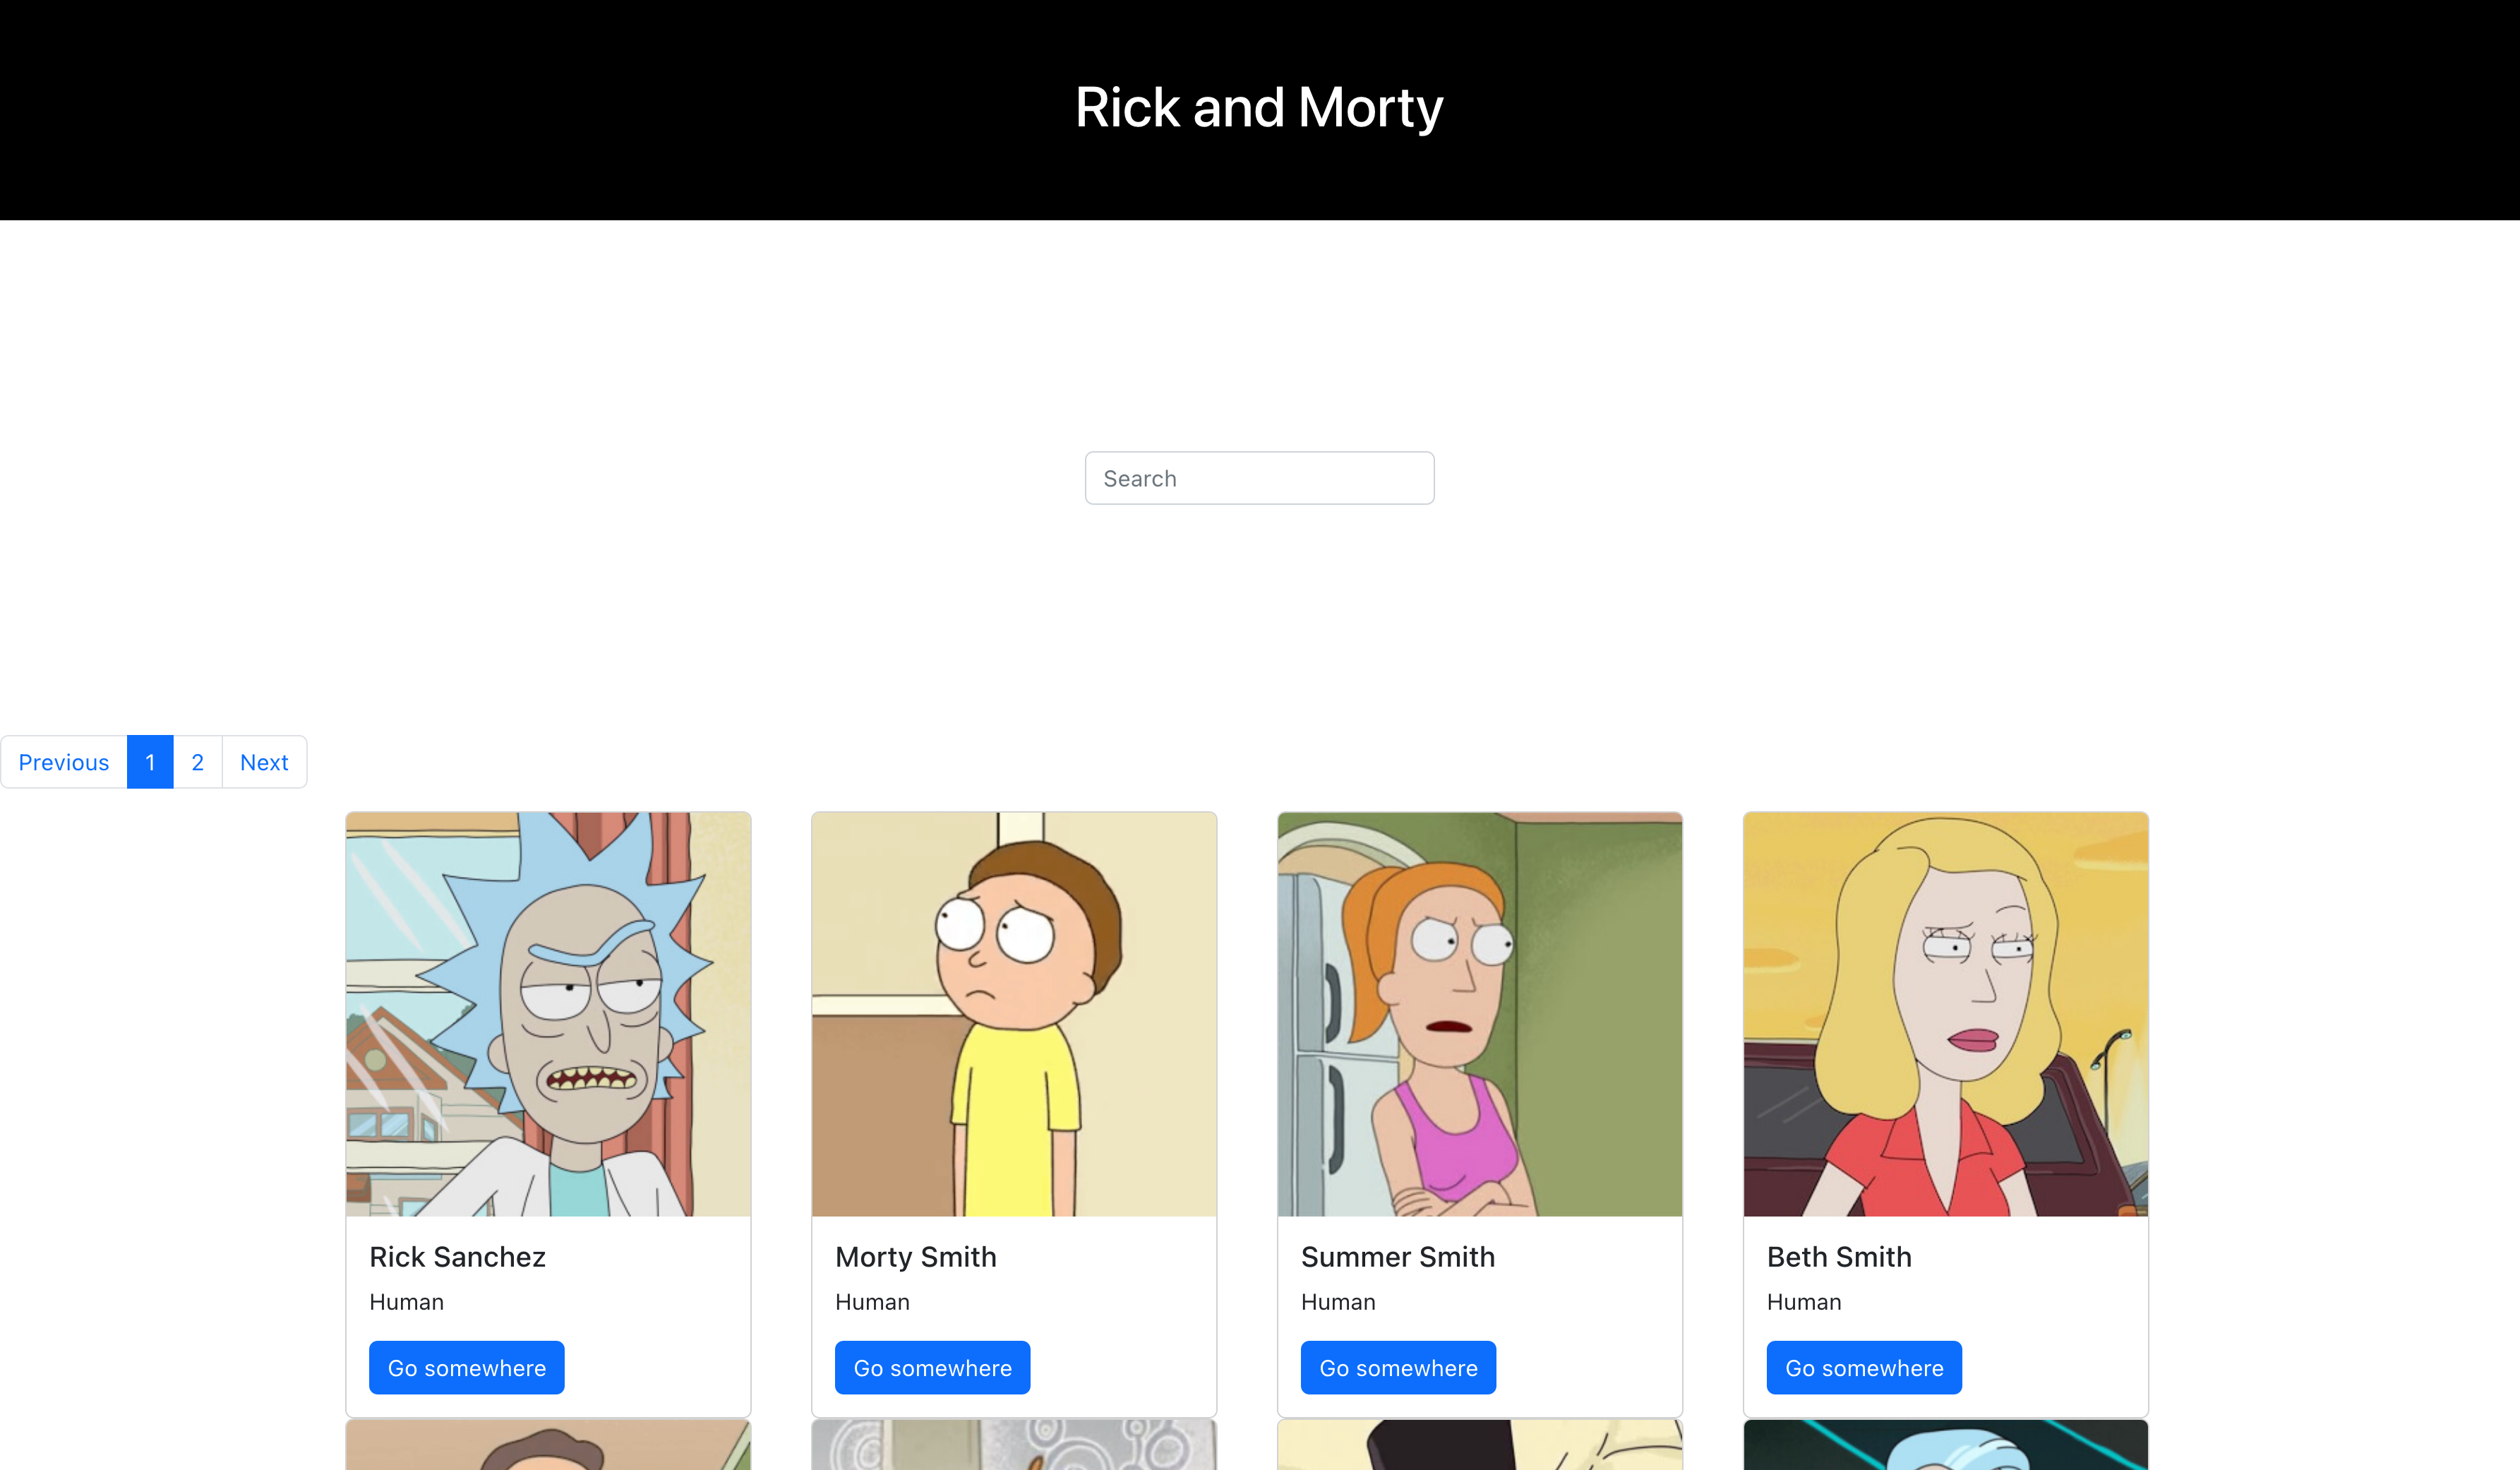 Rick and Morty
Search
Previous 1 2 Next
Rick Sanchez
Human
Go somewhere
Morty Smith
Human
Go somewhere
Summer Smith
Human
Go somewhere
Beth Smith
Human
Go somewhere